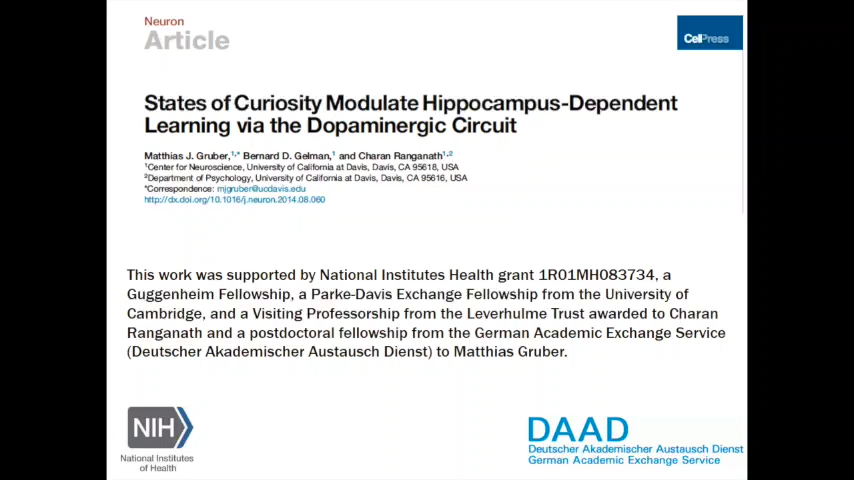 Neuron
Article
CellPress
States of Curiosity Modulate Hippocampus-Dependent
Learning via the Dopaminergic Circuit
Matthias J. Gruber,1,* Bernard D. Gelman,1 and Charan Ranganath1,2
1Center for Neuroscience, University of California at Davis, Davis, CA 95618, USA
2Department of Psychology, University of California at Davis, Davis, CA 95616, USA
*Correspondence: mjgruber@ucdavis.edu
http://dx.doi.org/10.1016/j.neuron.2014.08.060
This work was supported by National Institutes Health grant 1R01MH083734, a
Guggenheim Fellowship, a Parke-Davis Exchange Fellowship from the University of
Cambridge, and a Visiting Professorship from the Leverhulme Trust awarded to Charan
Ranganath and a postdoctoral fellowship from the German Academic Exchange Service
(Deutscher Akademischer Austausch Dienst) to Matthias Gruber.
NIH
National Institutes
of Health
DAAD
Deutscher Akademischer Austausch Dienst
German Academic Exchange Service